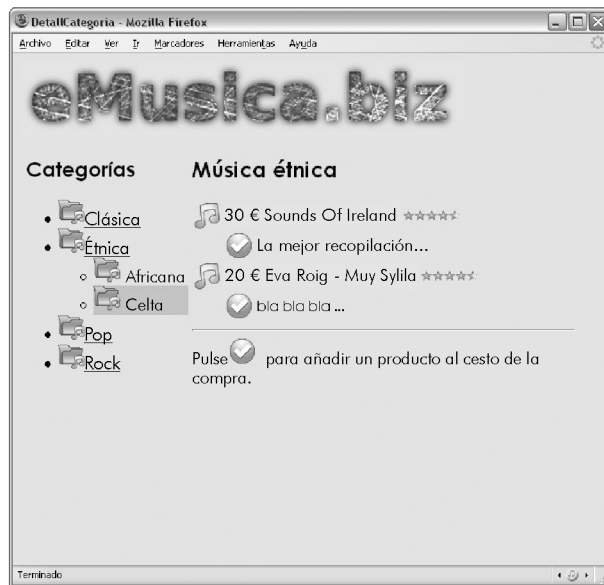 DetallCategoria - Mozilla Firefox
Archivo Editar Ver Ir Marcadores Herramientas Ayuda
eMusica.biz
Categorías
Clásica
Étnica
Africana
Celta
Pop
Rock
Música étnica
30 € Sounds Of Ireland
La mejor recopilación...
20 € Eva Roig - Muy Sylila
bla bla bla ...
Pulse para añadir un producto al cesto de la
compra.
Terminado